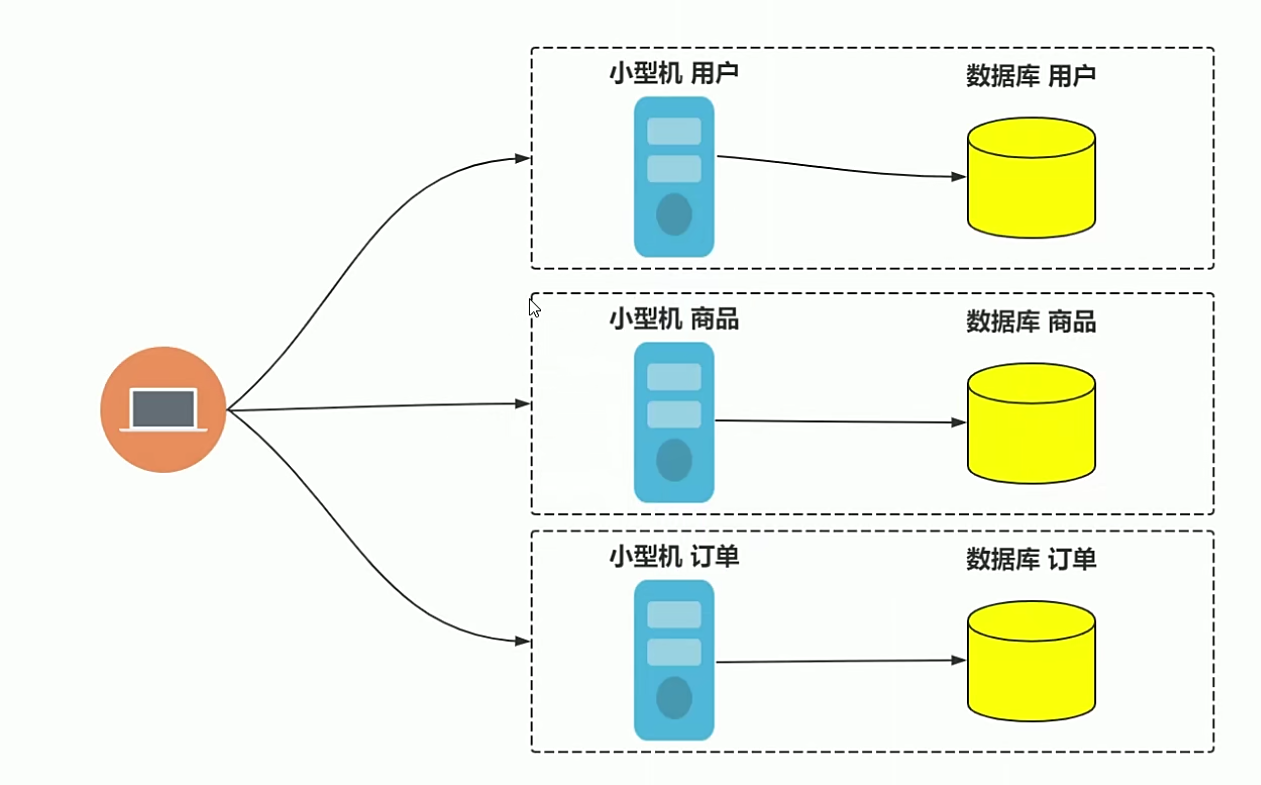 小型机 用户
数据库 用户
小型机 商品
数据库 商品
小型机 订单
数据库 订单